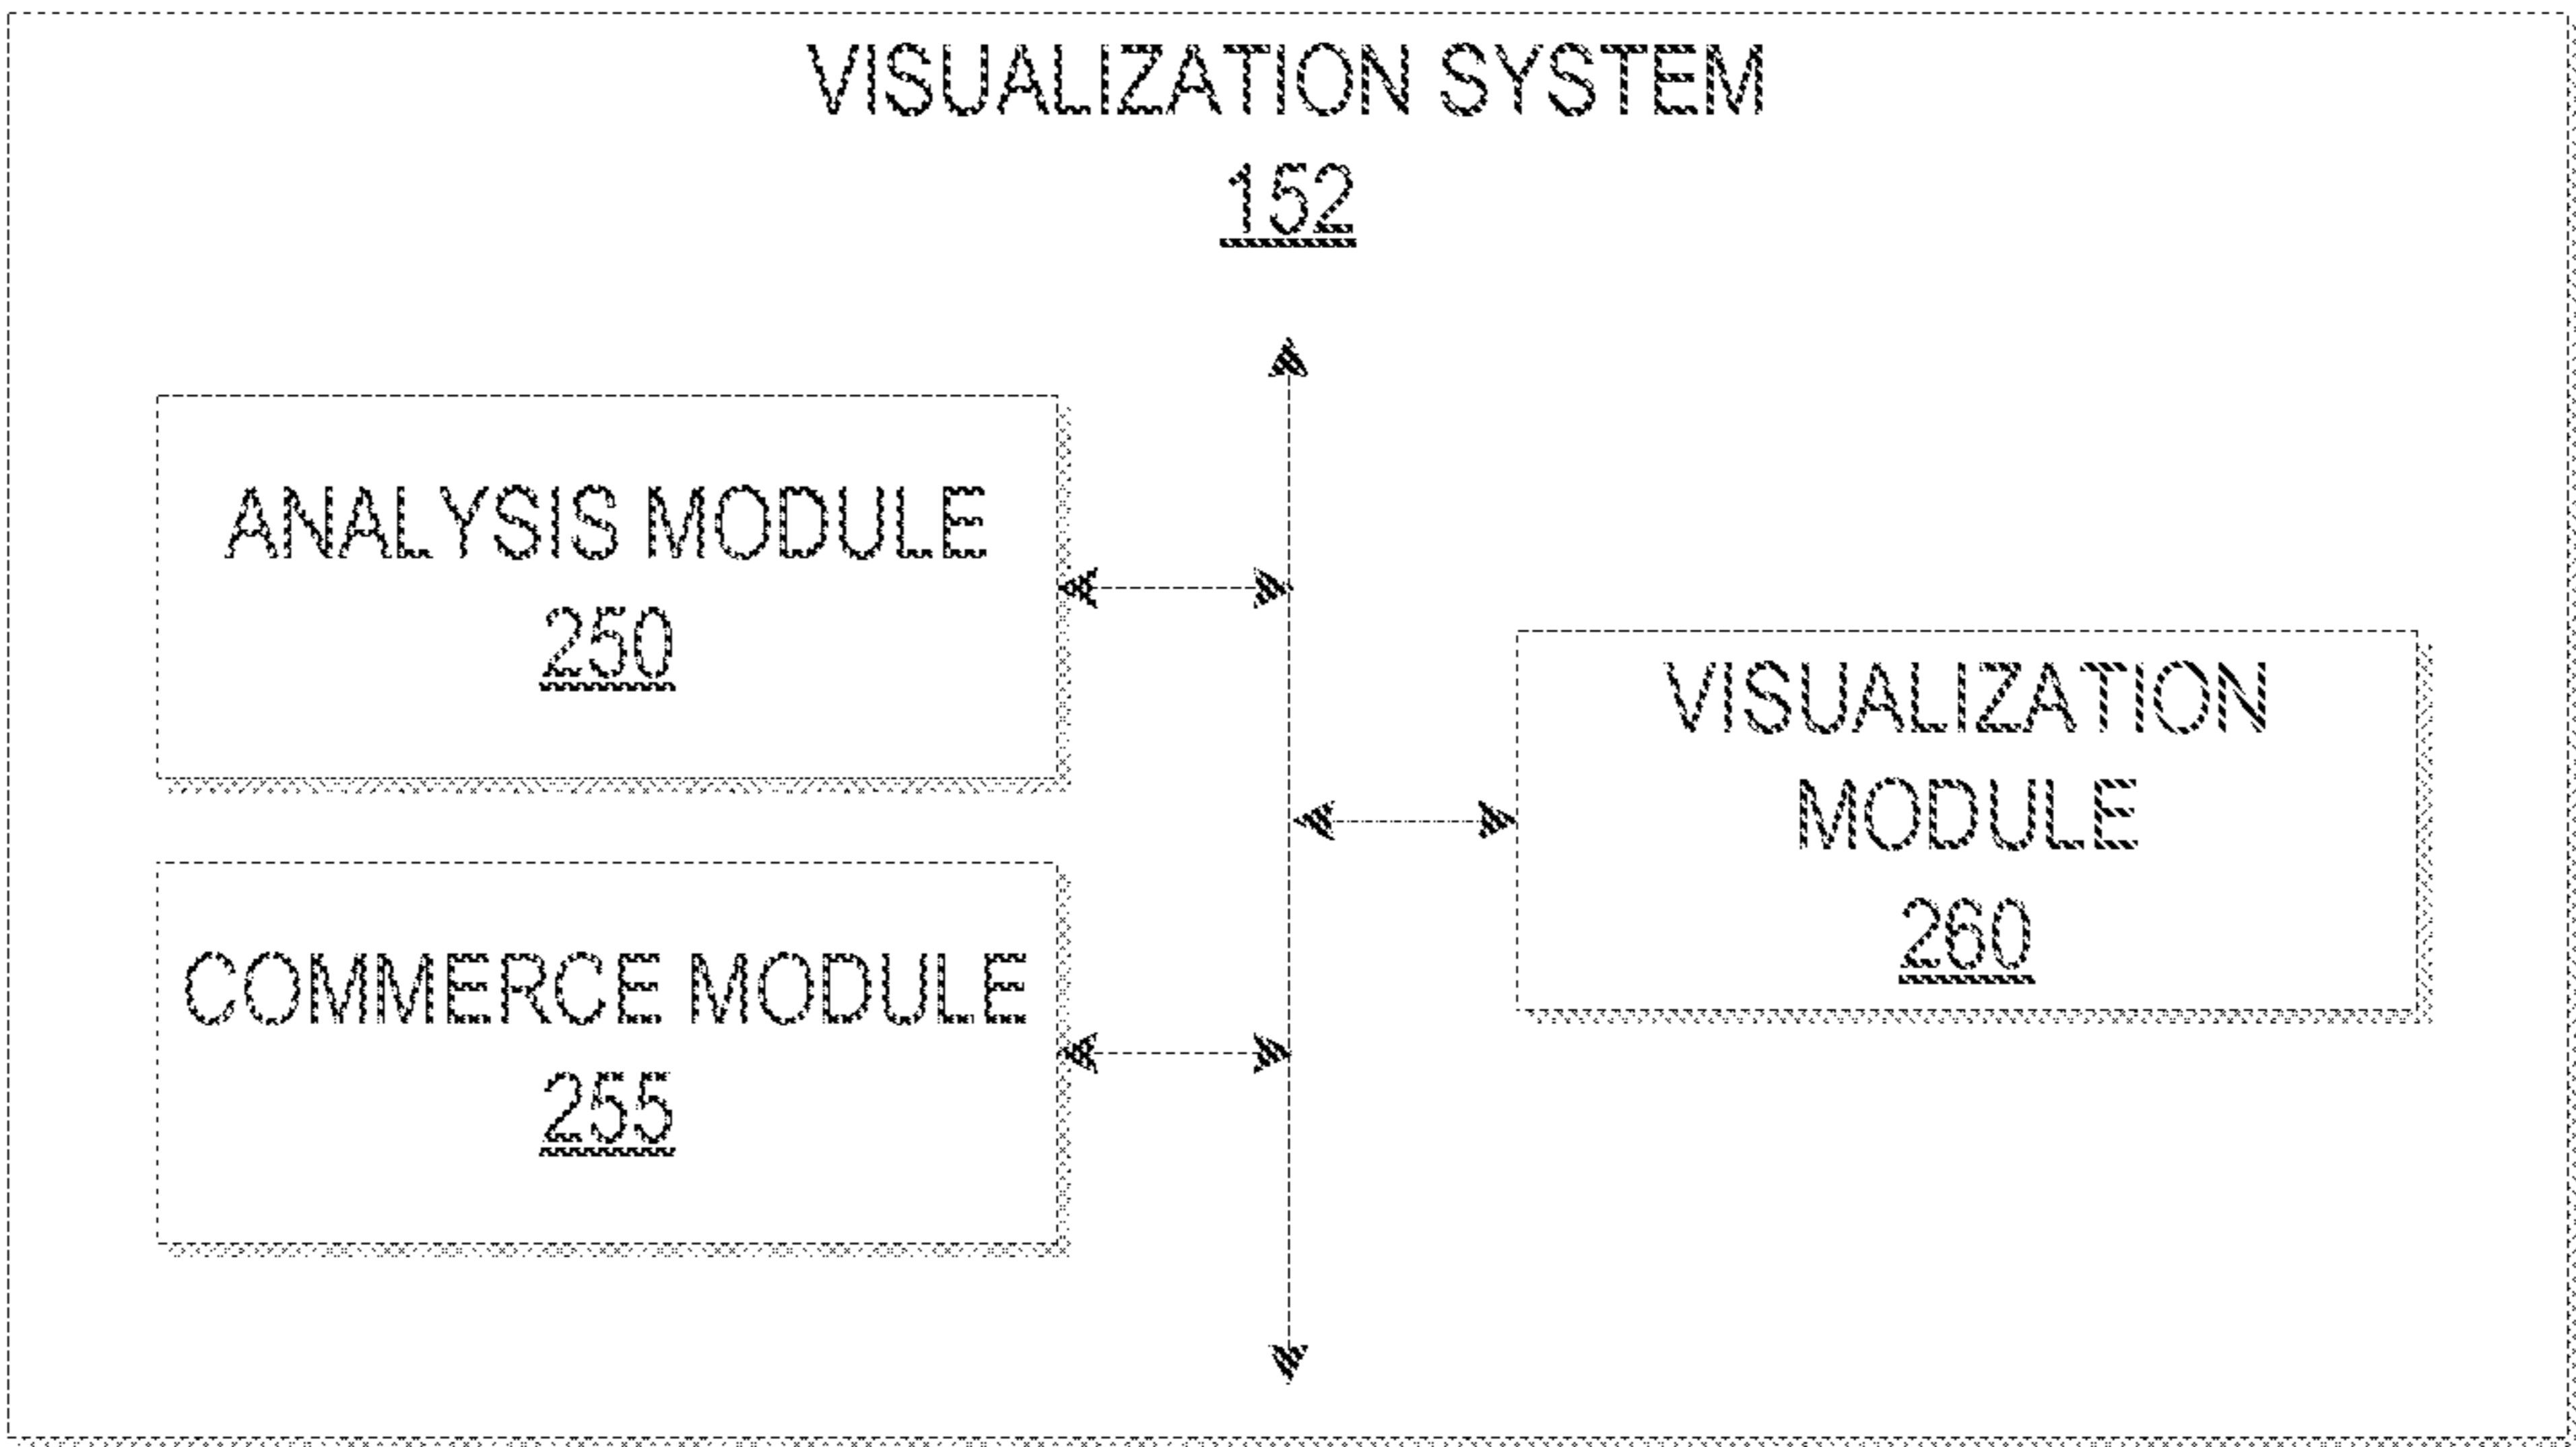 VISUALIZATION SYSTEM
152
ANALYSIS MODULE
250
COMMERCE MODULE
255
VISUALIZATION
MODULE
260